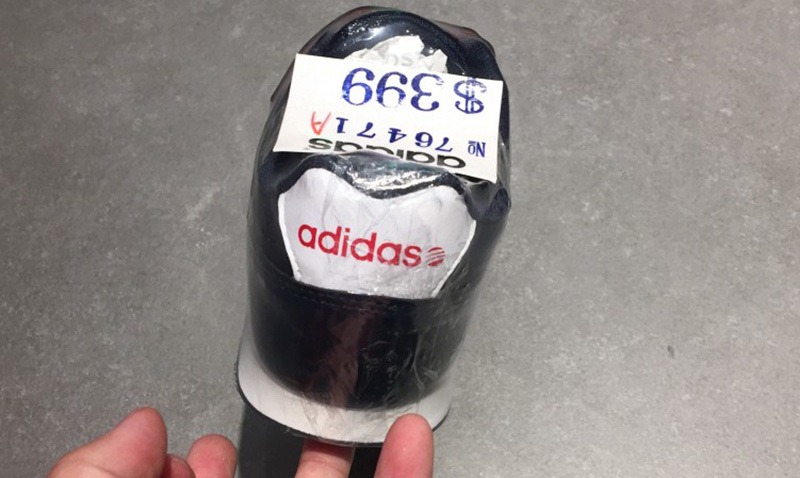 $399
№ 76471A
adidas
adidas